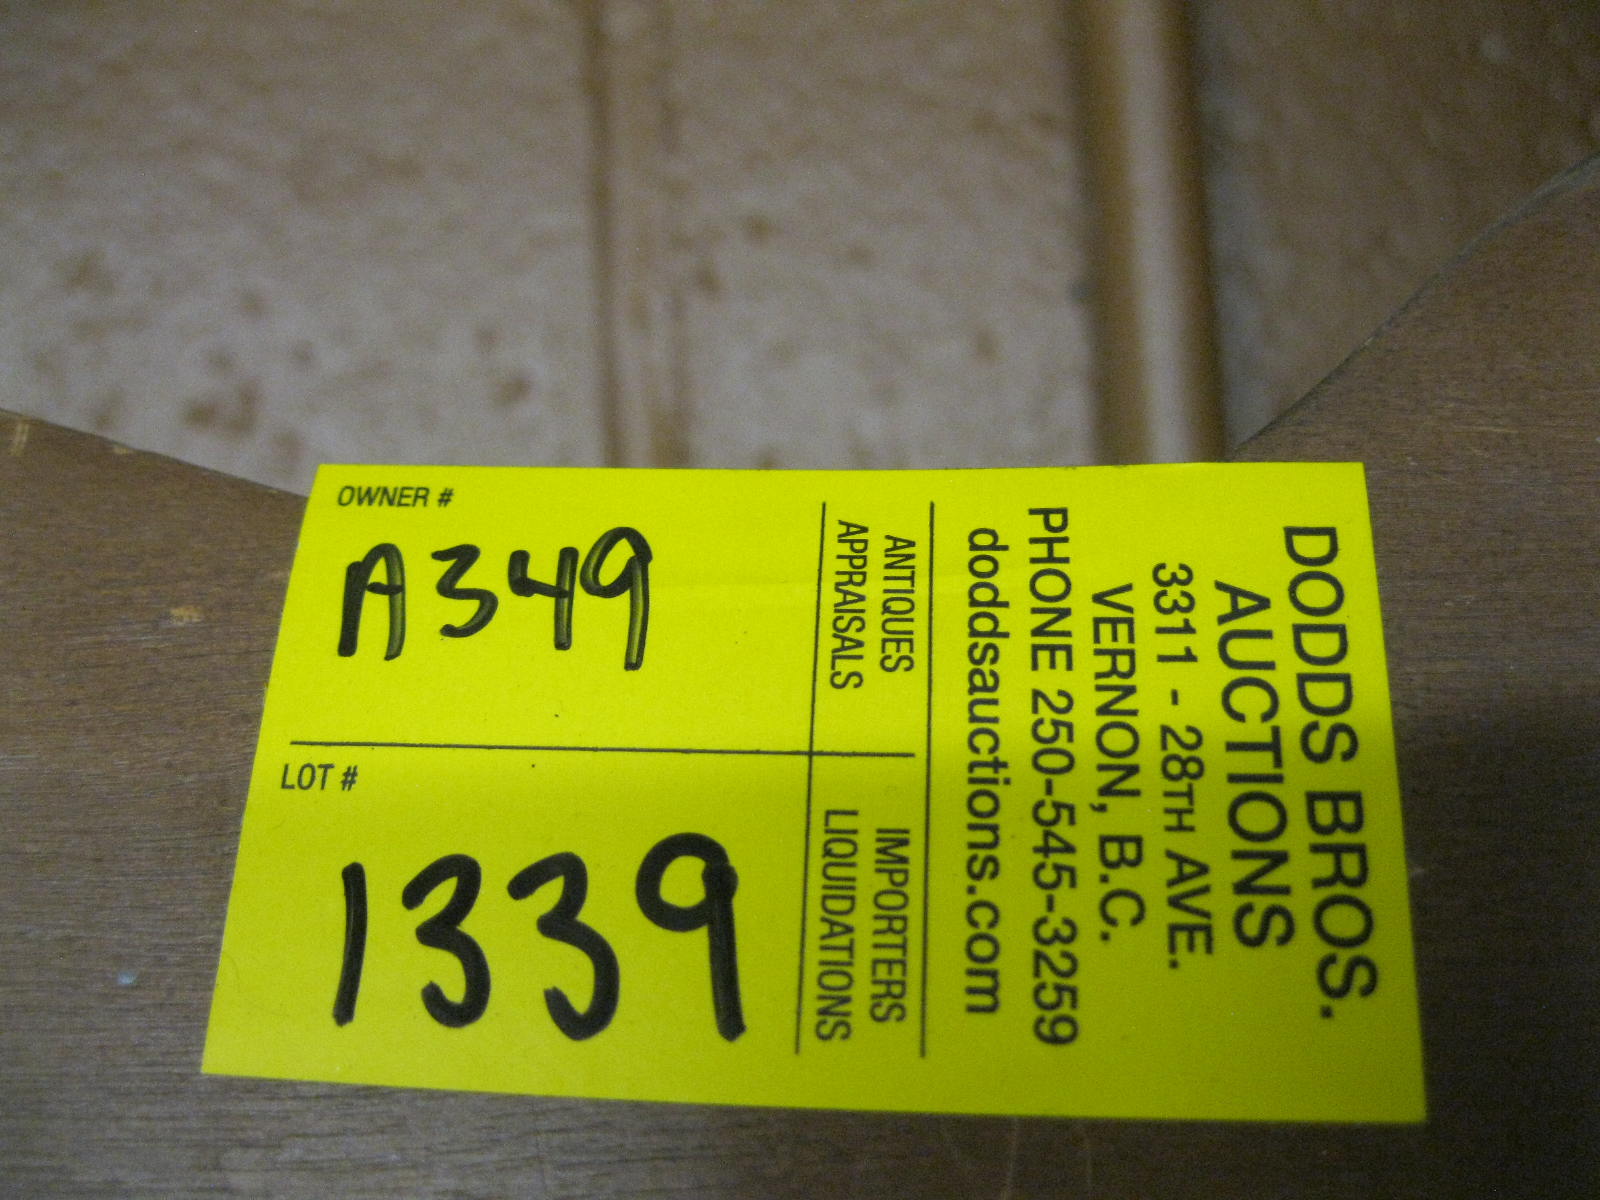 OWNER #
A349
LOT #
1339
DODDS BROS.
AUCTIONS
3311 - 28TH AVE.
VERNON, B.C.
PHONE 250-545-3259
doddsauctions.com
ANTIQUES
APPRAISALS
IMPORTERS
LIQUIDATIONS